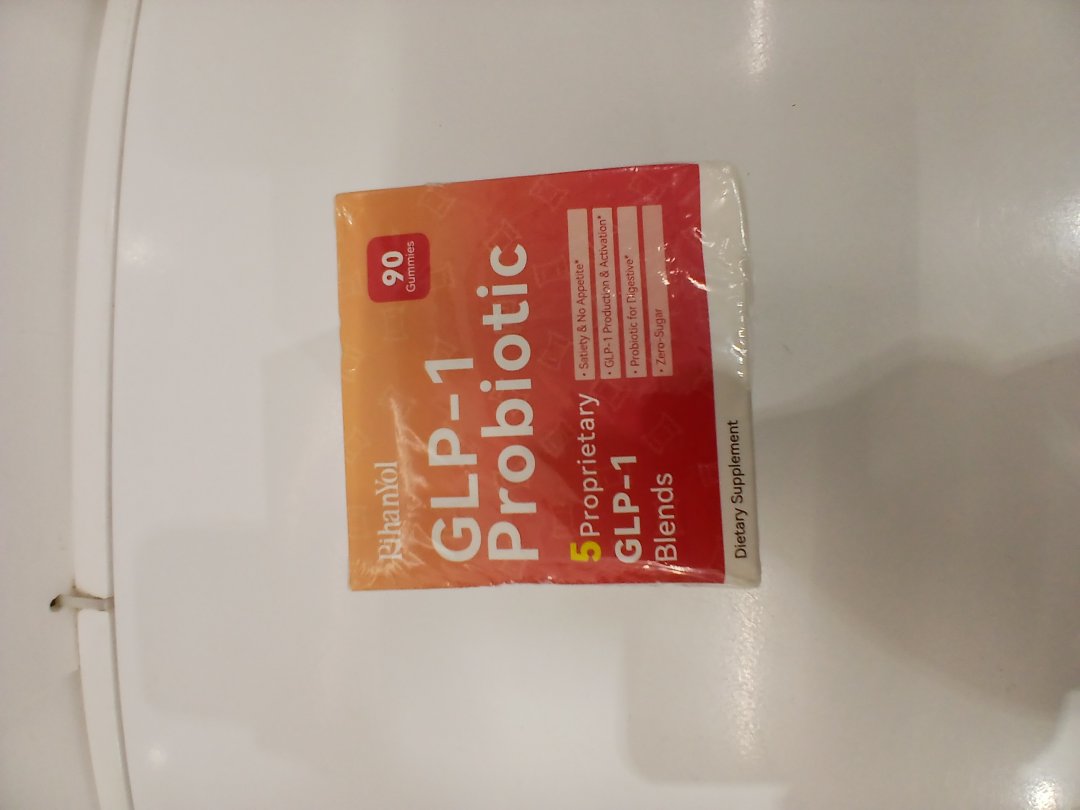 RihanYol
90
Gummies
GLP-1
Probiotic
5 Proprietary
GLP-1
Blends
• Satiety & No Appetite*
• GLP-1 Production & Activation*
• Probiotic for Digestive*
• Zero-Sugar
Dietary Supplement